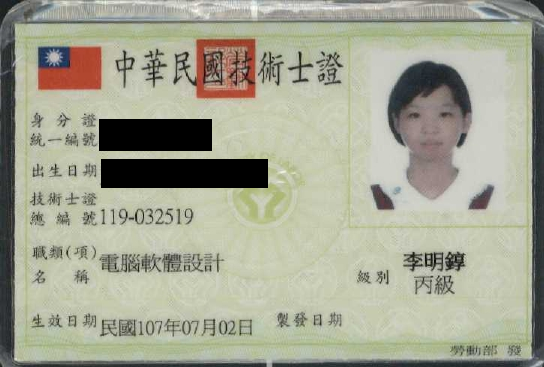 中華民國技術士證
身分證
統一編號
出生日期
技術士證
總編號 119-032519
職類(項)
名稱 電腦軟體設計
李明錞
級別 丙級
生效日期 民國107年07月02日 製發日期
勞動部 發